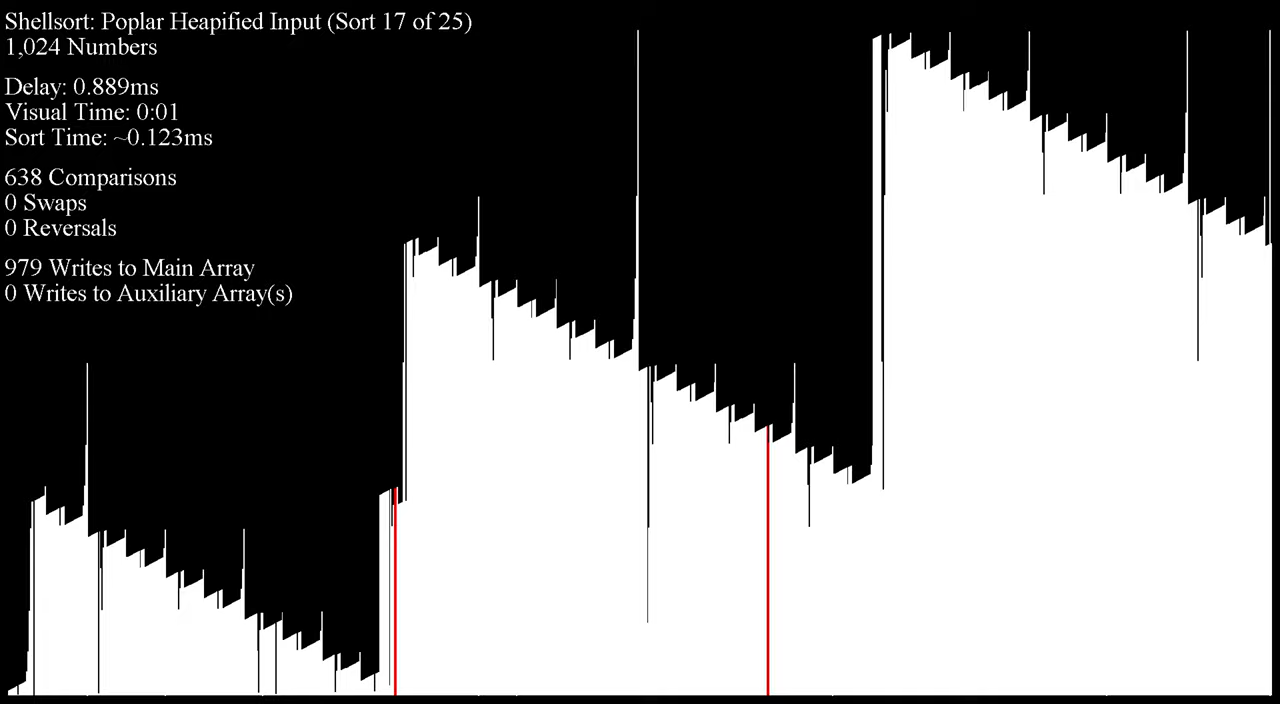 Shellsort: Poplar Heapified Input (Sort 17 of 25)
1,024 Numbers
Delay: 0.889ms
Visual Time: 0:01
Sort Time: ~0.123ms
638 Comparisons
0 Swaps
0 Reversals
979 Writes to Main Array
0 Writes to Auxiliary Array(s)